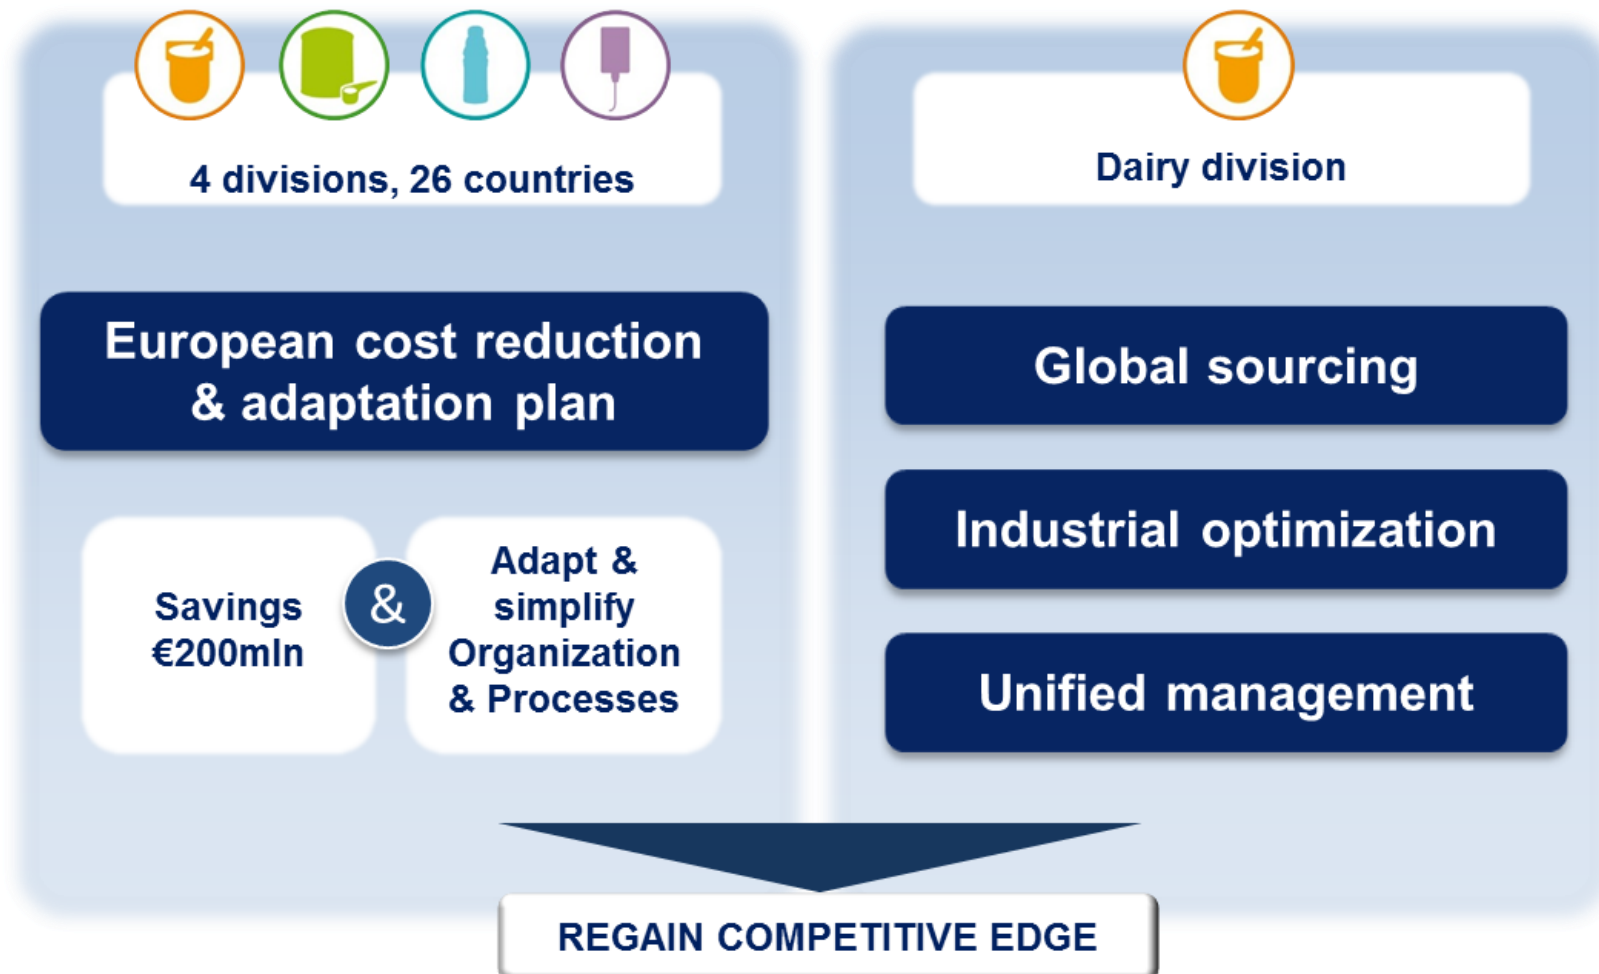 4 divisions, 26 countries
European cost reduction
& adaptation plan
Savings
€200mln
&
Adapt &
simplify
Organization
& Processes
Dairy division
Global sourcing
Industrial optimization
Unified management
REGAIN COMPETITIVE EDGE